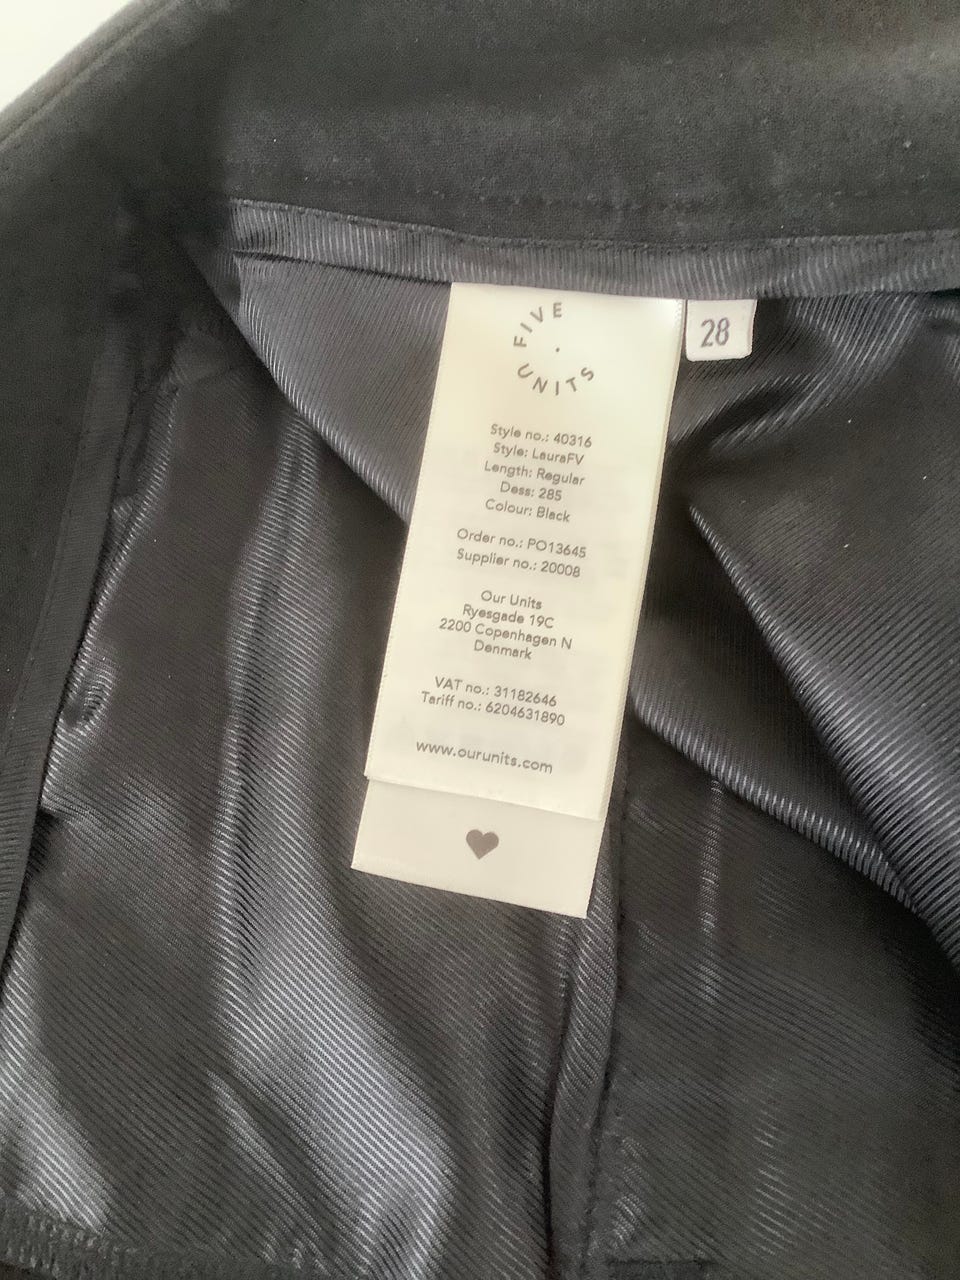 FIVE
UNITS
28
Style no.: 40316
Style: LauraFV
Length: Regular
Dess: 285
Colour: Black
Order no.: PO13645
Supplier no.: 20008
Our Units
Ryesgade 19C
2200 Copenhagen N
Denmark
VAT no.: 31182646
Tariff no.: 6204631890
www.ourunits.com